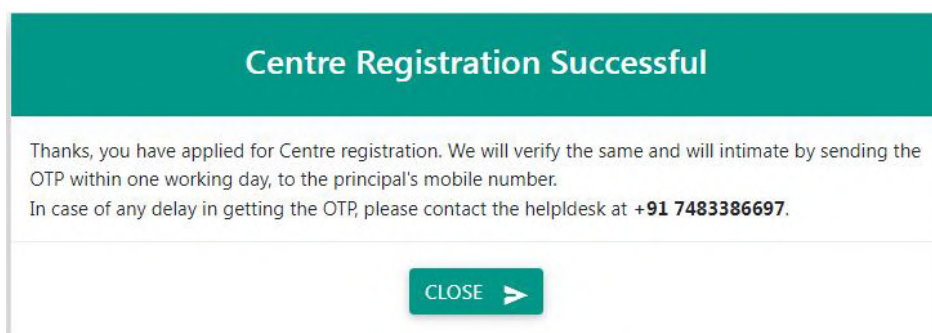 Centre Registration Successful
Thanks, you have applied for Centre registration. We will verify the same and will intimate by sending the
OTP within one working day, to the principal's mobile number.
In case of any delay in getting the OTP, please contact the helpldesk at +91 7483386697.
CLOSE